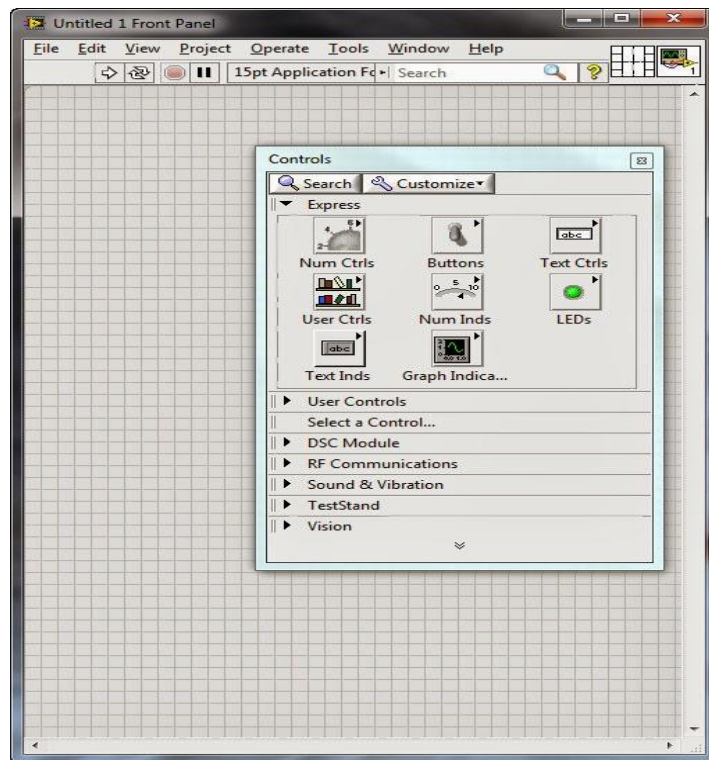 Untitled 1 Front Panel
File Edit View Project Operate Tools Window Help
15pt Application Fo Search
1
Controls
Search Customize
Express
Num Ctrls Buttons Text Ctrls
User Ctrls Num Inds LEDs
Text Inds Graph Indica...
User Controls
Select a Control...
DSC Module
RF Communications
Sound & Vibration
TestStand
Vision